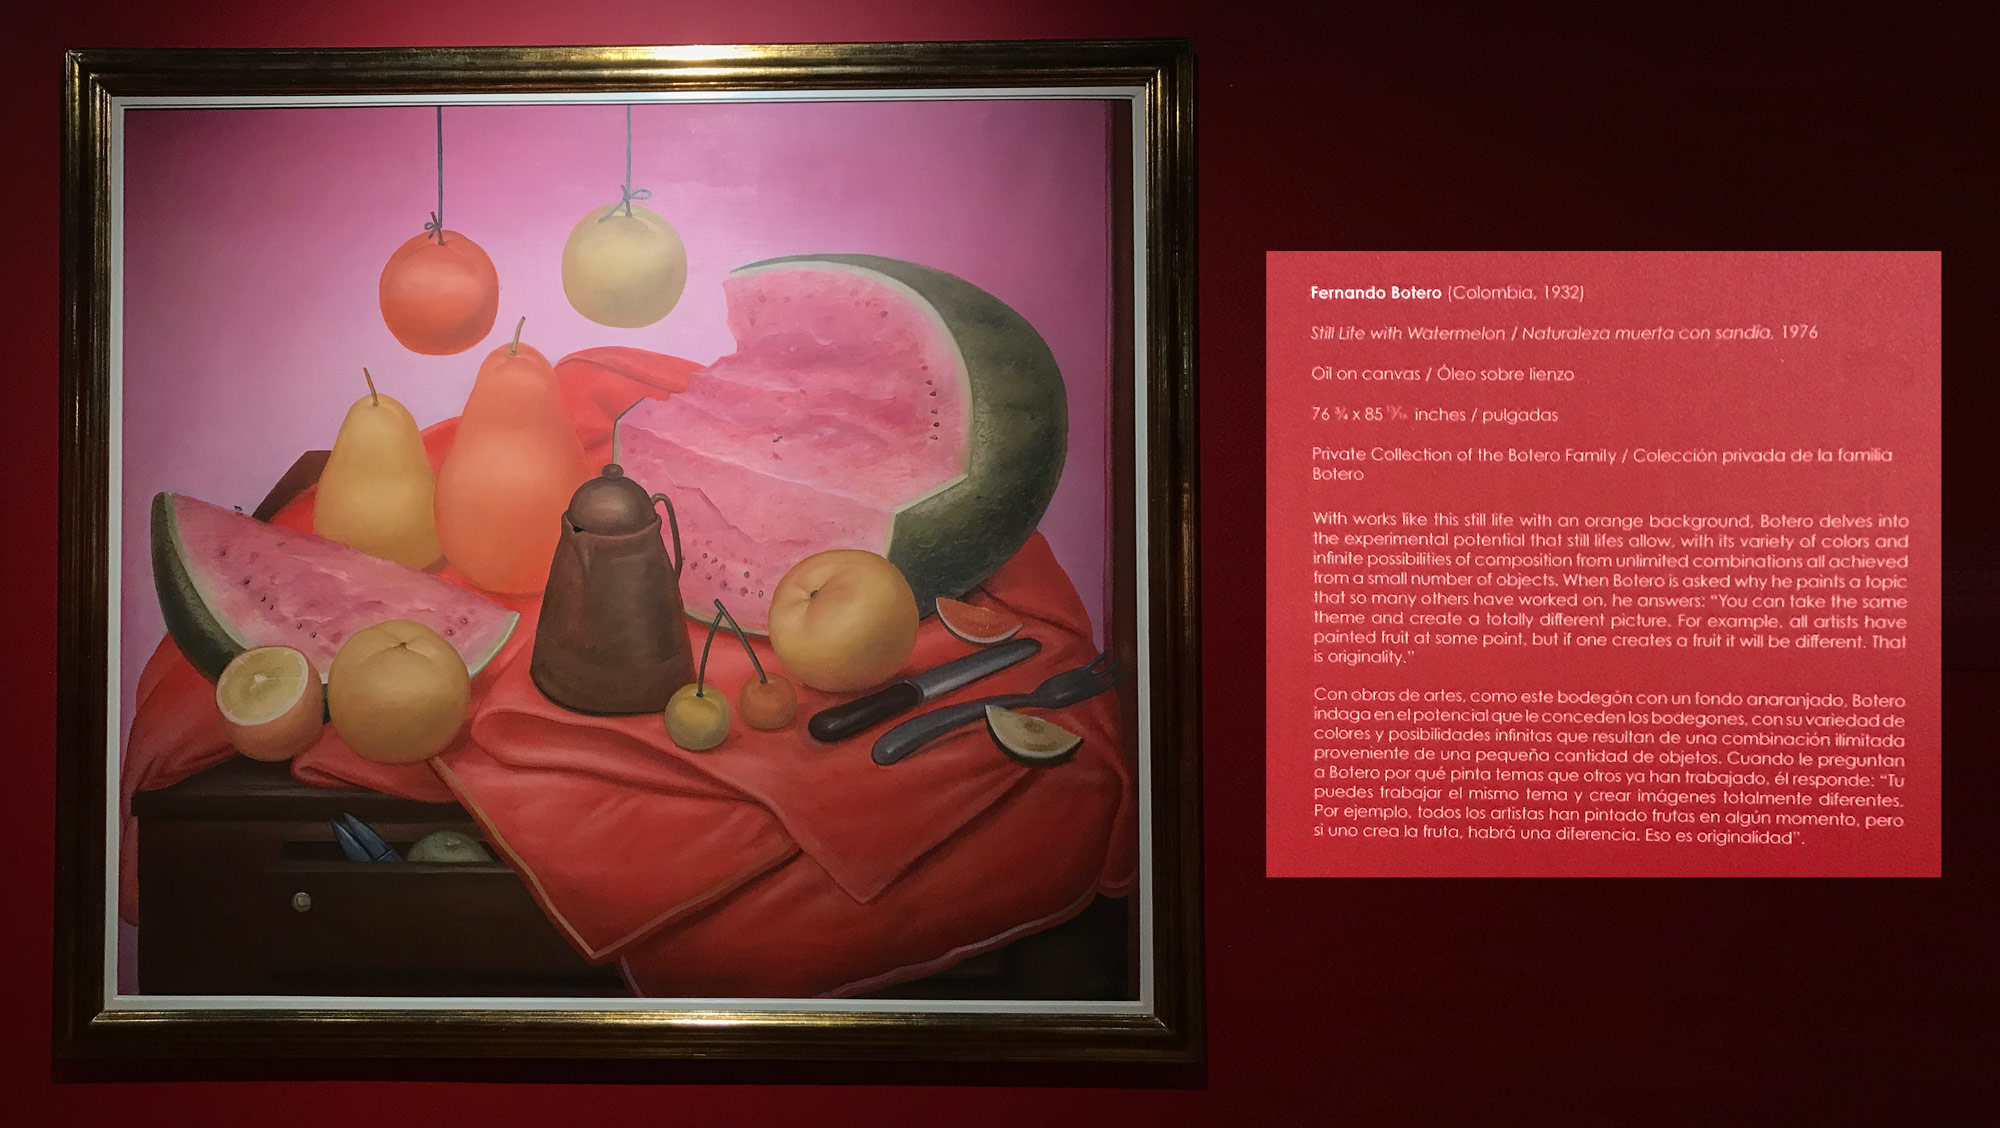 Fernando Botero (Colombia, 1932)
Still Life with Watermelon / Naturaleza muerta con sandía, 1976
Oil on canvas / Óleo sobre lienzo
76 ¾ x 85 inches / pulgadas
Private Collection of the Botero Family / Colección privada de la familia
Botero
With works like this still life with an orange background, Botero delves into
the experimental potential that still lifes allow, with its variety of colors and
infinite possibilities of composition from unlimited combinations all achieved
from a small number of objects. When Botero is asked why he paints a topic
that so many others have worked on, he answers: “You can take the same
theme and create a totally different picture. For example, all artists have
painted fruit at some point, but if one creates a fruit it will be different. That
is originality.”
Con obras de artes, como este bodegón con un fondo anaranjado, Botero
indaga en el potencial que le conceden los bodegones, con su variedad de
colores y posibilidades infinitas que resultan de una combinación ilimitada
proveniente de una pequeña cantidad de objetos. Cuando le preguntan
a Botero por qué pinta temas que otros ya han trabajado, él responde: “Tu
puedes trabajar el mismo tema y crear imágenes totalmente diferentes.
Por ejemplo, todos los artistas han pintado frutas en algún momento, pero
si uno crea la fruta, habrá una diferencia. Eso es originalidad”.